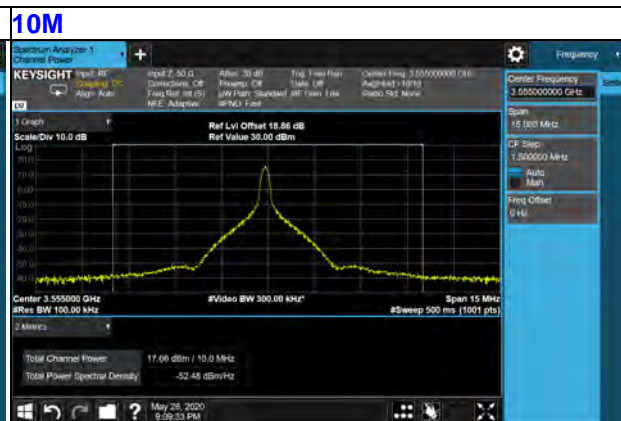 10M
Spectrum Analyzer 1
Channel Power
Frequency
KEYSIGHT Input: RF
Coupling: DC
Align: Auto
Input Z: 50 Ω
Corrections: Off
Freq Ref: Int (S)
NFE: Adaptive
Atten: 30 dB
Preamp: Off
µW Path: Standard
#PNO: Fast
Trig: Free Run
Gate: Off
#IF Gain: Low
Center Freq: 3.555000000 GHz
Avg|Hold:>10/10
Radio Std: None
Center Frequency
3.555000000 GHz
Span
15.000 MHz
CF Step
1.500000 MHz
Auto
Man
Freq Offset
0 Hz
1 Graph
Scale/Div 10.0 dB
Ref Lvl Offset 18.86 dB
Ref Value 30.00 dBm
Log
Center 3.555000 GHz
#Video BW 300.00 kHz*
Span 15 MHz
#Res BW 100.00 kHz
#Sweep 500 ms (1001 pts)
2 Metrics
Total Channel Power
Total Power Spectral Density
-52.48 dBm/Hz
May 28, 2020
9:09:33 PM